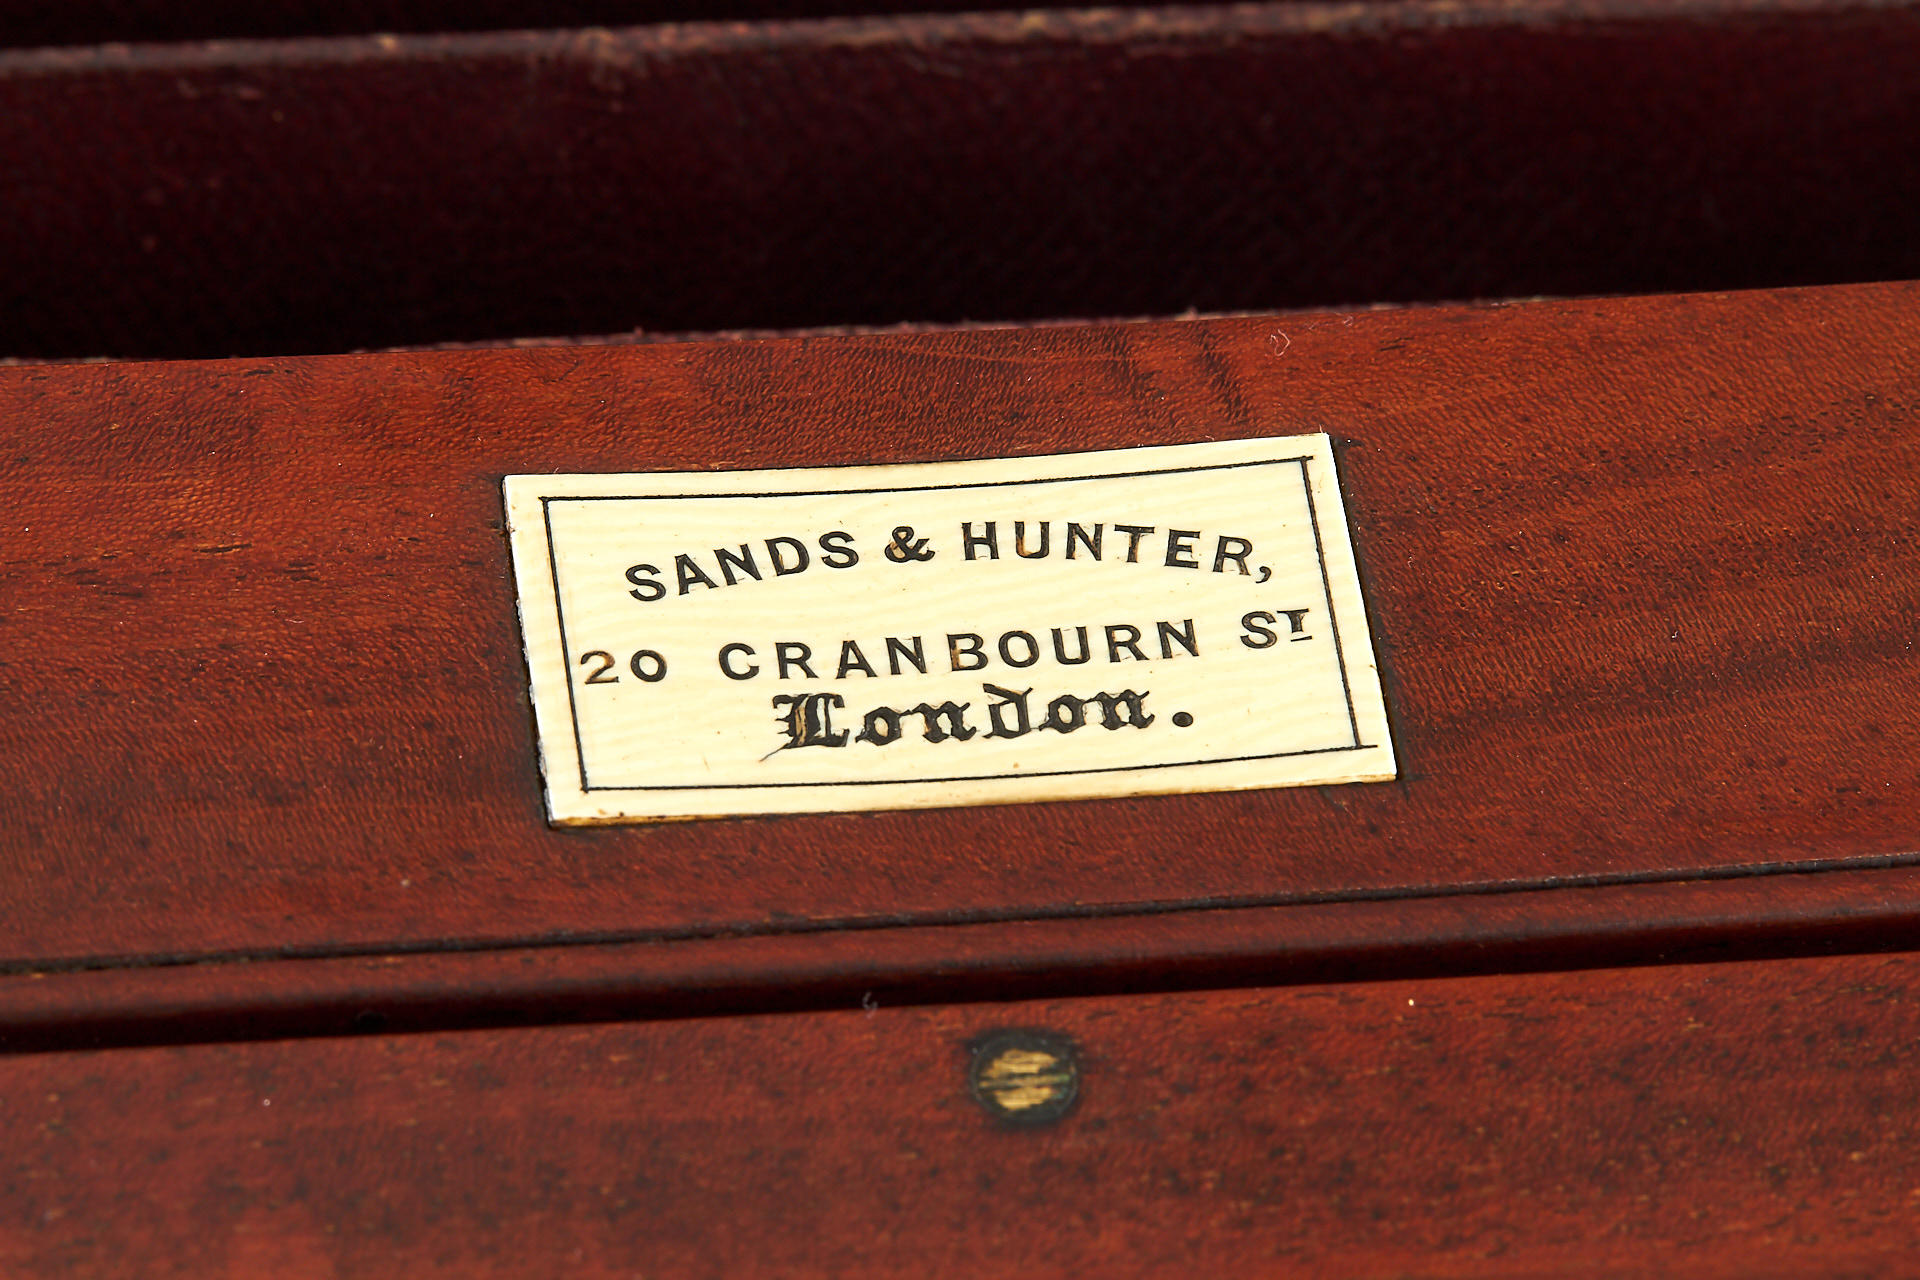 SANDS & HUNTER,
20 CRANBOURN ST
London.